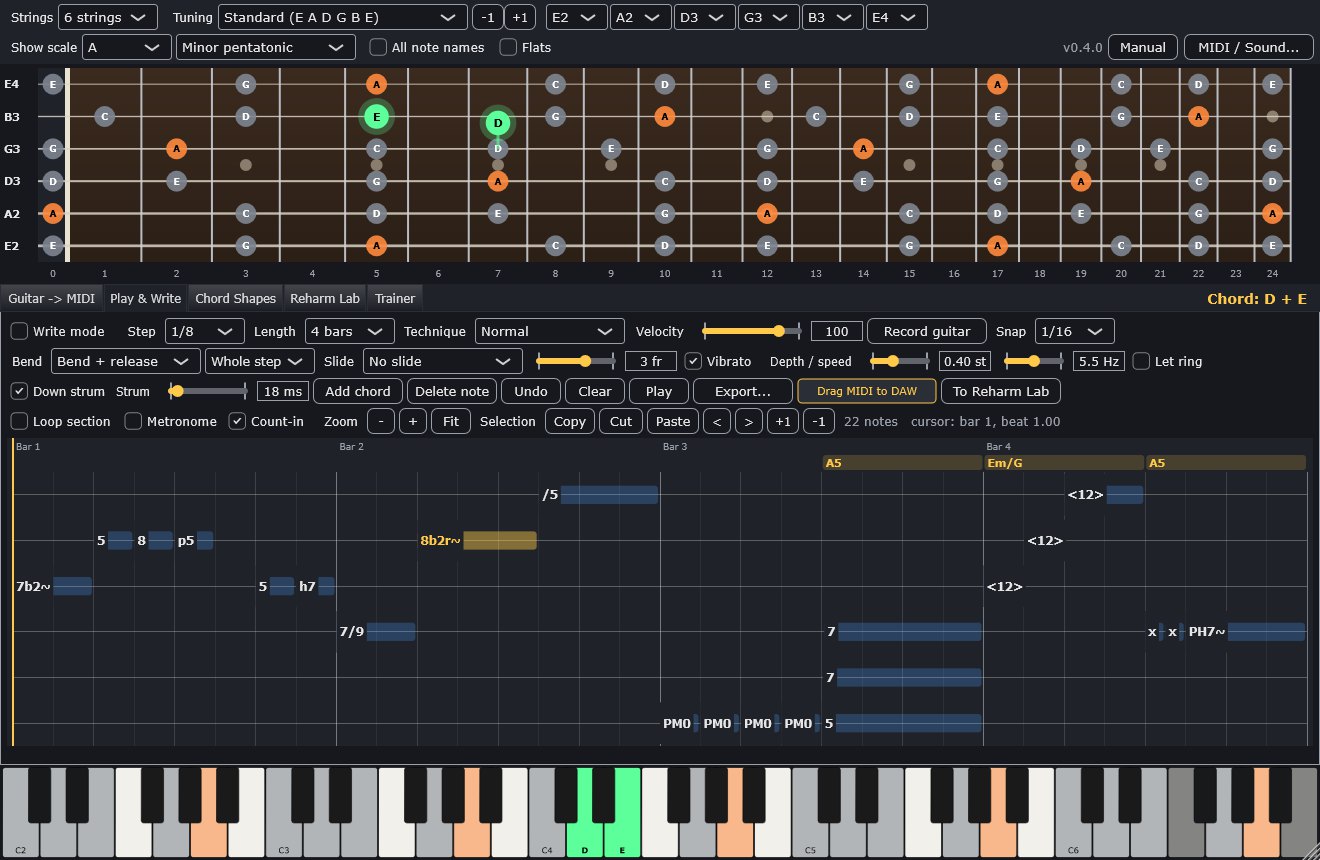 Strings 6 strings Tuning Standard (E A D G B E) -1 +1 E2 A2 D3 G3 B3 E4
Show scale A Minor pentatonic All note names Flats v0.4.0 Manual MIDI / Sound...
E4 E G A C D E G A C D E
B3 C D E D G A C D E G A
G3 G A C D E G A C D E G
D3 D E G A C D E G A C D
A2 A C D E G A C D E G A
E2 E G A C D E G A C D E
0 1 2 3 4 5 6 7 8 9 10 11 12 13 14 15 16 17 18 19 20 21 22 23 24
Guitar -> MIDI Play & Write Chord Shapes Reharm Lab Trainer Chord: D + E
Write mode Step 1/8 Length 4 bars Technique Normal Velocity 100 Record guitar Snap 1/16
Bend Bend + release Whole step Slide No slide 3 fr Vibrato Depth / speed 0.40 st 5.5 Hz Let ring
Down strum Strum 18 ms Add chord Delete note Undo Clear Play Export... Drag MIDI to DAW To Reharm Lab
Loop section Metronome Count-in Zoom - + Fit Selection Copy Cut Paste < > +1 -1 22 notes cursor: bar 1, beat 1.00
Bar 1 Bar 2 Bar 3 Bar 4
A5 Em/G A5
/5 <12>
5 8 p5 8b2r~ <12>
7b2~ 5 h7 <12>
7/9 7 x x PH7~
7
PM0 PM0 PM0 PM0 5
C2 C3 C4 D E C5 C6